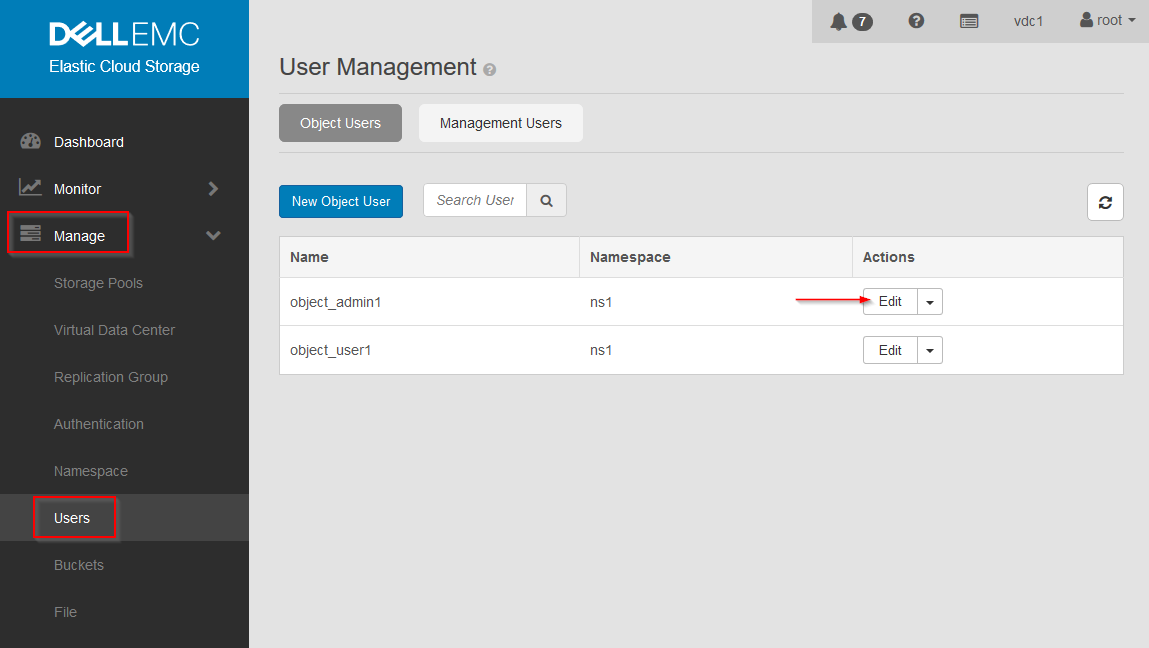 DELLEMC
Elastic Cloud Storage
7
vdc1
root
User Management
Object Users
Management Users
Dashboard
Monitor
Manage
Storage Pools
Virtual Data Center
Replication Group
Authentication
Namespace
Users
Buckets
File
New Object User
Search User
Name Namespace Actions
object_admin1 ns1 Edit
object_user1 ns1 Edit